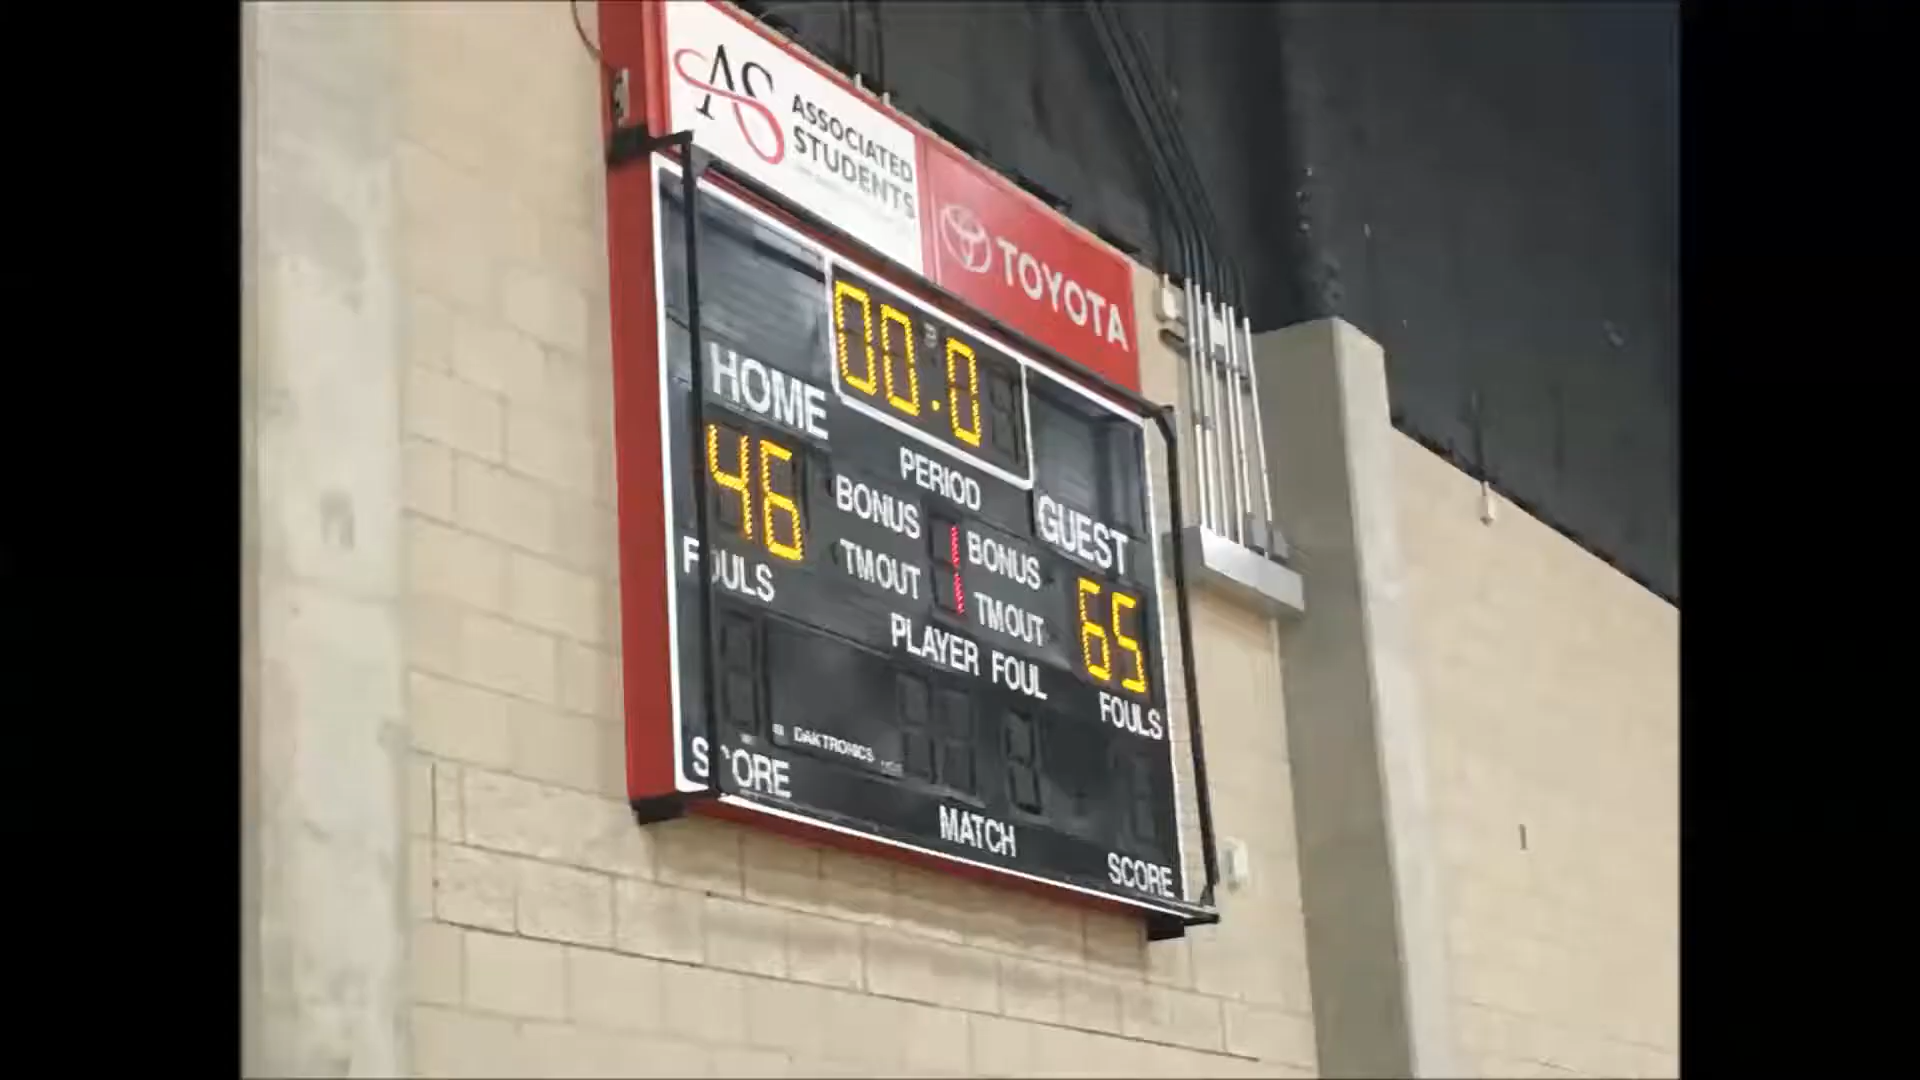 AS ASSOCIATED
STUDENTS
TOYOTA
00.0
HOME
PERIOD
GUEST
46
BONUS
1
BONUS
65
FOULS
TMOUT
TMOUT
PLAYER FOUL
FOULS
DAKTRONICS
SCORE
MATCH
SCORE